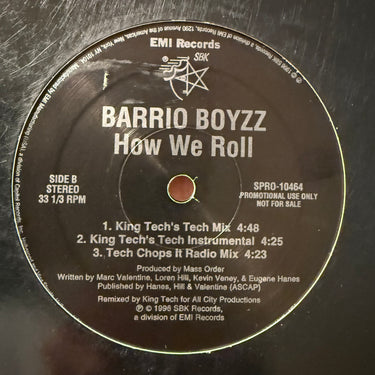 EMI Records
SBK
BARRIO BOYZZ
How We Roll
SIDE B
STEREO
33 1/3 RPM
SPRO-10464
PROMOTIONAL USE ONLY
NOT FOR SALE
1. King Tech's Tech Mix 4:48
2. King Tech's Tech Instrumental 4:25
3. Tech Chops It Radio Mix 4:23
Produced by Mass Order
Written by Marc Valentine, Loren Hill, Kevin Veney, & Eugene Hanes
Published by Hanes, Hill & Valentine (ASCAP)
Remixed by King Tech for All City Productions
℗ © 1996 SBK Records,
a division of EMI Records